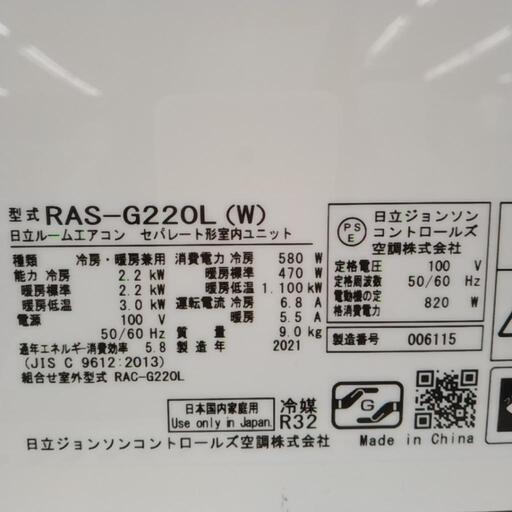 型式 RAS-G220L (W)
日立ルームエアコン セパレート形室内ユニット
種類 冷房・暖房兼用
能力 冷房 2.2 kW
暖房標準 2.2 kW
暖房低温 3.0 kW
電源 100 V
50/60 Hz
通年エネルギー消費効率 5.8
(JIS C 9612:2013)
組合せ室外型式 RAC-G220L
消費電力 冷房 580 W
暖房標準 470 W
暖房低温 1.100 kW
運転電流 冷房 6.8 A
暖房 5.5 A
質量 9.0 kg
製造年 2021
PS
E
日立ジョンソン
コントロールズ
空調株式会社
定格電圧 100 V
定格周波数 50/60 Hz
電動機の定
格消費電力 820 W
製造番号 006115
日本国内家庭用
Use only in Japan.
冷媒
R32
G
日立ジョンソンコントロールズ空調株式会社
Made in China